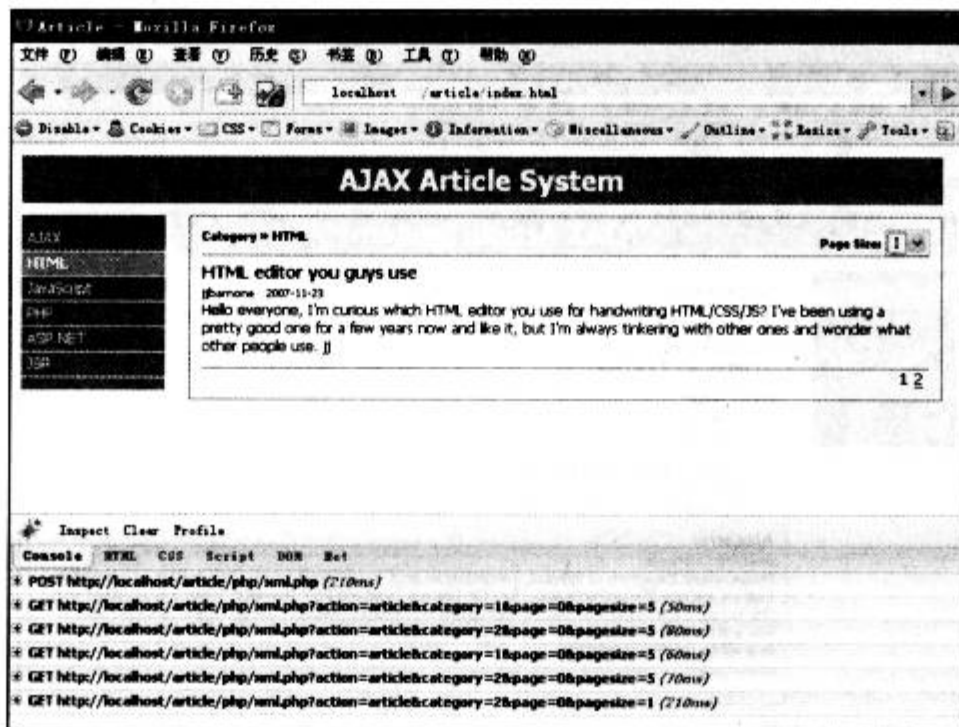 Article - Mozilla Firefox
文件 (F) 编辑 (E) 查看 (V) 历史 (S) 书签 (B) 工具 (T) 帮助 (H)
localhost /article/index.html
Disable Cookies CSS Forms Images Information Miscellaneous Outline Resize Tools
AJAX Article System
AJAX
HTML
JavaScript
PHP
ASP.NET
JSP
Category » HTML
Page Size: 1
HTML editor you guys use
jjbarnone 2007-11-23
Hello everyone, I'm curious which HTML editor you use for handwriting HTML/CSS/JS? I've been using a
pretty good one for a few years now and like it, but I'm always tinkering with other ones and wonder what
other people use. jj
1 2
Inspect Clear Profile
Console HTML CSS Script DOM Net
POST http://localhost/article/php/xml.php (210ms)
GET http://localhost/article/php/xml.php?action=article&category=1&page=0&pagesize=5 (50ms)
GET http://localhost/article/php/xml.php?action=article&category=2&page=0&pagesize=5 (80ms)
GET http://localhost/article/php/xml.php?action=article&category=1&page=0&pagesize=5 (60ms)
GET http://localhost/article/php/xml.php?action=article&category=2&page=0&pagesize=5 (70ms)
GET http://localhost/article/php/xml.php?action=article&category=2&page=0&pagesize=1 (210ms)